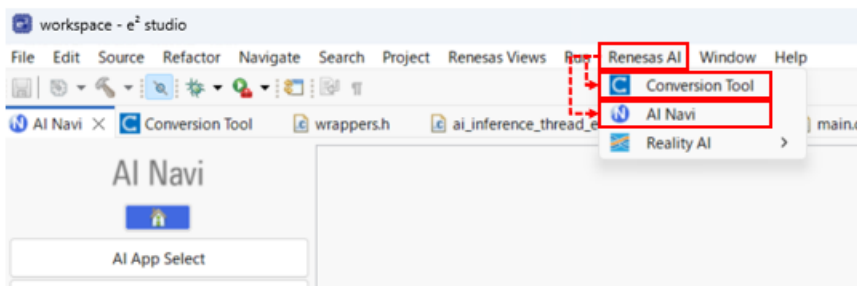 workspace - e² studio
File Edit Source Refactor Navigate Search Project Renesas Views Run Renesas AI Window Help
Conversion Tool
AI Navi
Reality AI
AI Navi Conversion Tool wrappers.h ai_inference_thread_e main.c
AI Navi
AI App Select